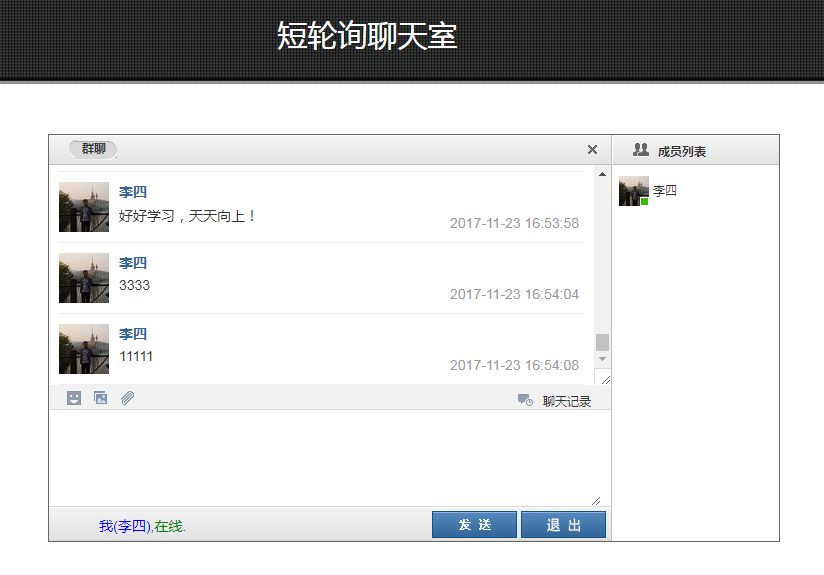 短轮询聊天室
群聊
成员列表
李四
好好学习，天天向上！
2017-11-23 16:53:58
李四
3333
2017-11-23 16:54:04
李四
11111
2017-11-23 16:54:08
李四
聊天记录
我(李四),在线.
发 送
退 出